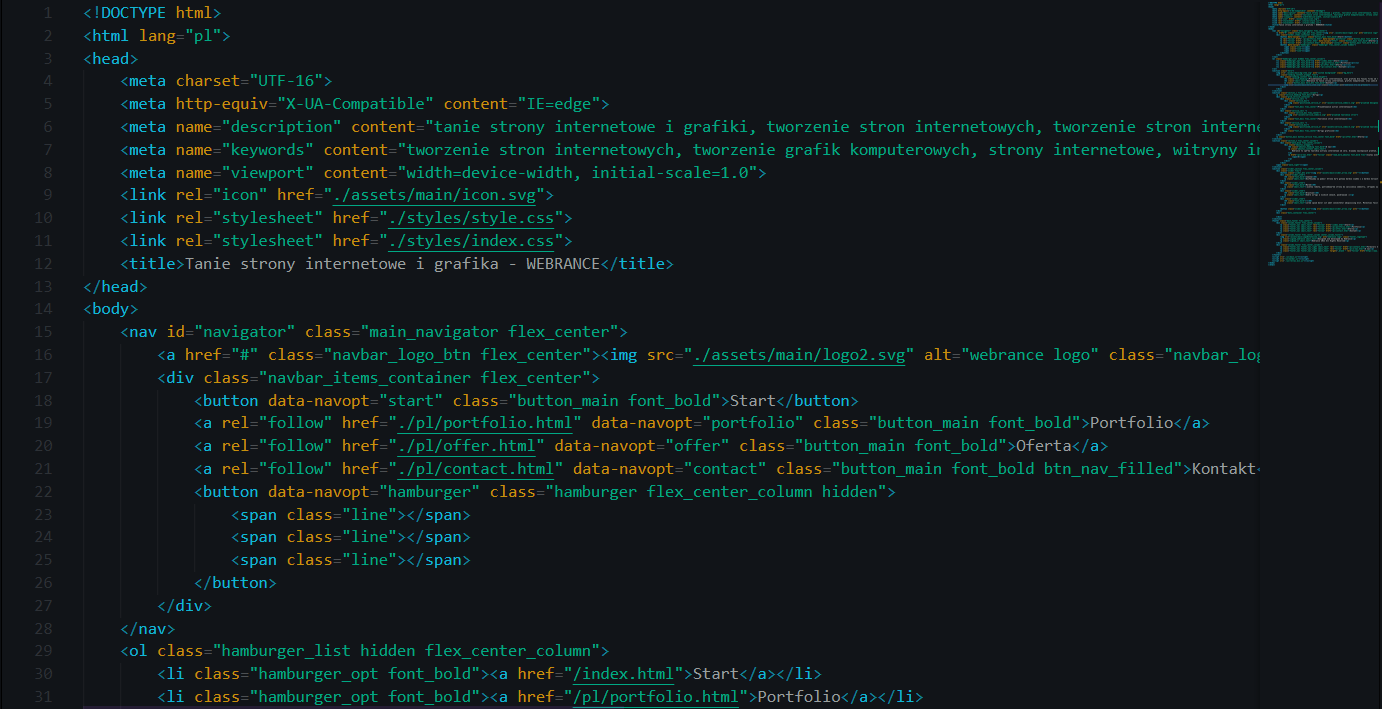 1 <!DOCTYPE html>
2 <html lang="pl">
3 <head>
4 <meta charset="UTF-16">
5 <meta http-equiv="X-UA-Compatible" content="IE=edge">
6 <meta name="description" content="tanie strony internetowe i grafiki, tworzenie stron internetowych, tworzenie stron interne
7 <meta name="keywords" content="tworzenie stron internetowych, tworzenie grafik komputerowych, strony internetowe, witryny in
8 <meta name="viewport" content="width=device-width, initial-scale=1.0">
9 <link rel="icon" href="./assets/main/icon.svg">
10 <link rel="stylesheet" href="./styles/style.css">
11 <link rel="stylesheet" href="./styles/index.css">
12 <title>Tanie strony internetowe i grafika - WEBRANCE</title>
13 </head>
14 <body>
15 <nav id="navigator" class="main_navigator flex_center">
16 <a href="#" class="navbar_logo_btn flex_center"><img src="./assets/main/logo2.svg" alt="webrance logo" class="navbar_log
17 <div class="navbar_items_container flex_center">
18 <button data-navopt="start" class="button_main font_bold">Start</button>
19 <a rel="follow" href="./pl/portfolio.html" data-navopt="portfolio" class="button_main font_bold">Portfolio</a>
20 <a rel="follow" href="./pl/offer.html" data-navopt="offer" class="button_main font_bold">Oferta</a>
21 <a rel="follow" href="./pl/contact.html" data-navopt="contact" class="button_main font_bold btn_nav_filled">Kontakt<
22 <button data-navopt="hamburger" class="hamburger flex_center_column hidden">
23 <span class="line"></span>
24 <span class="line"></span>
25 <span class="line"></span>
26 </button>
27 </div>
28 </nav>
29 <ol class="hamburger_list hidden flex_center_column">
30 <li class="hamburger_opt font_bold"><a href="/index.html">Start</a></li>
31 <li class="hamburger_opt font_bold"><a href="/pl/portfolio.html">Portfolio</a></li>